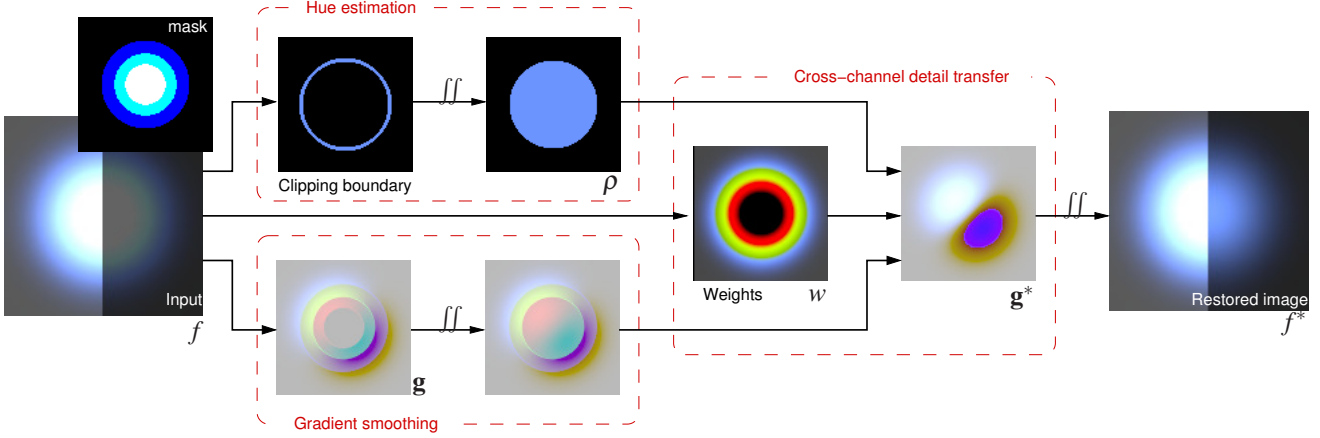 Hue estimation
mask
Cross-channel detail transfer
∬
Clipping boundary
ρ
∬
Input
f
Weights
w
g*
Restored image
f*
∬
g
Gradient smoothing